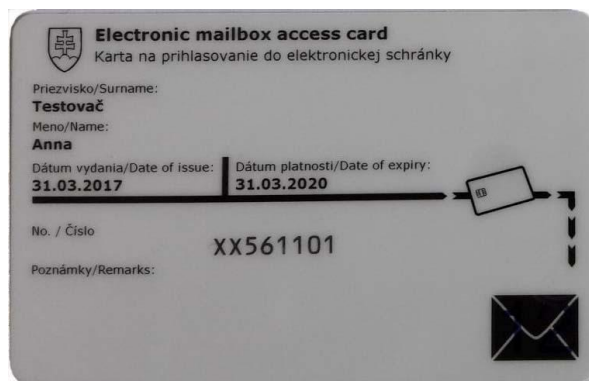 Electronic mailbox access card
Karta na prihlasovanie do elektronickej schránky
Priezvisko/Surname:
Testovač
Meno/Name:
Anna
Dátum vydania/Date of issue: Dátum platnosti/Date of expiry:
31.03.2017 31.03.2020
No. / Číslo
XX561101
Poznámky/Remarks: